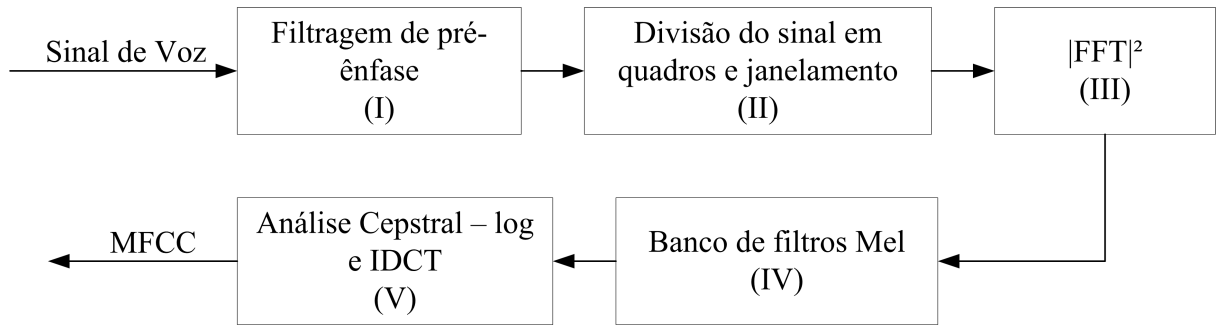 Sinal de Voz
Filtragem de pré-
ênfase
(I)
Divisão do sinal em
quadros e janelamento
(II)
|FFT|²
(III)
Banco de filtros Mel
(IV)
Análise Cepstral – log
e IDCT
(V)
MFCC